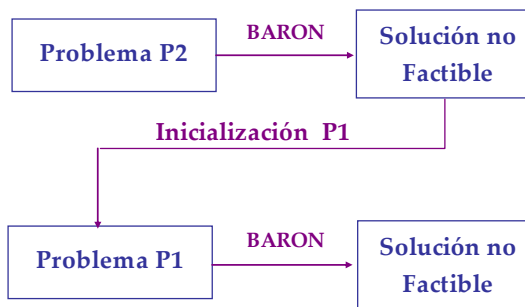 BARON
Problema P2
Solución no
Factible
Inicialización P1
BARON
Problema P1
Solución no
Factible